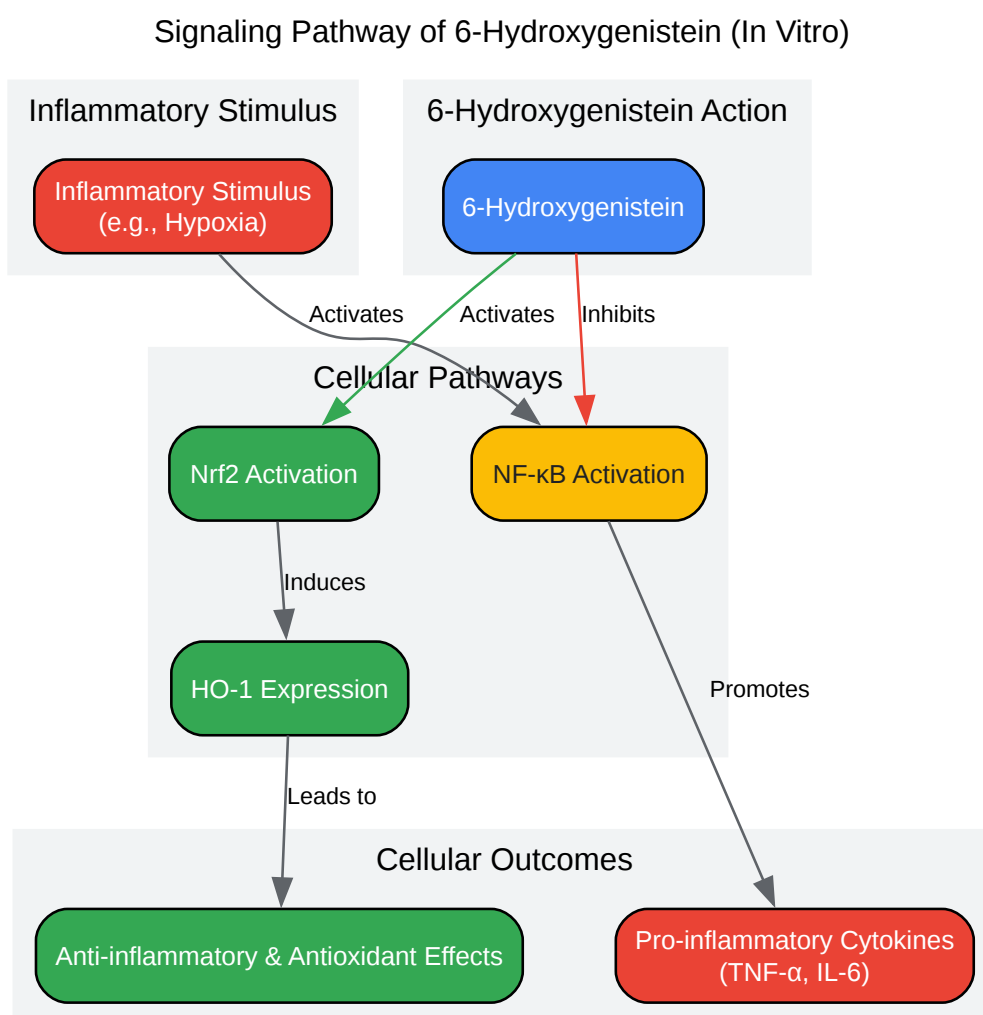 Signaling Pathway of 6-Hydroxygenistein (In Vitro)
Inflammatory Stimulus
6-Hydroxygenistein Action
Inflammatory Stimulus
(e.g., Hypoxia)
6-Hydroxygenistein
Activates
Activates
Inhibits
Cellular Pathways
Nrf2 Activation
NF-κB Activation
Induces
HO-1 Expression
Promotes
Leads to
Cellular Outcomes
Anti-inflammatory & Antioxidant Effects
Pro-inflammatory Cytokines
(TNF-α, IL-6)